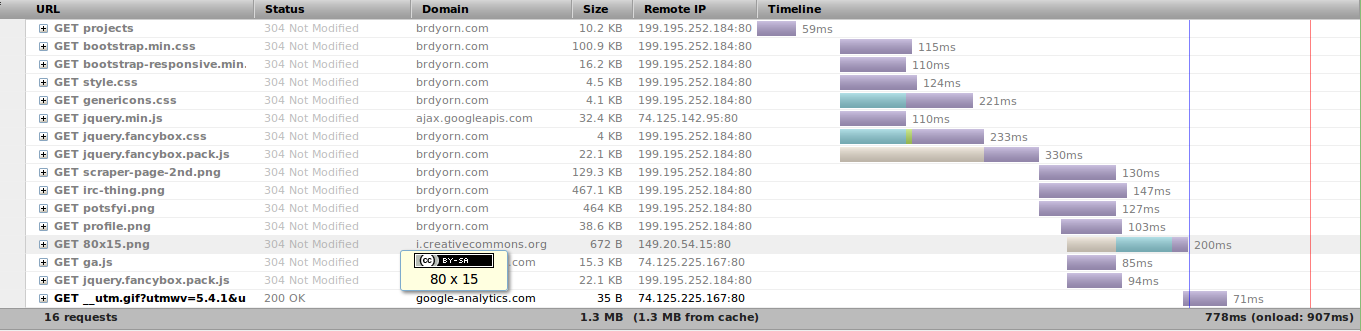 URL Status Domain Size Remote IP Timeline
GET projects 304 Not Modified brdyorn.com 10.2 KB 199.195.252.184:80 59ms
GET bootstrap.min.css 304 Not Modified brdyorn.com 100.9 KB 199.195.252.184:80 115ms
GET bootstrap-responsive.min. 304 Not Modified brdyorn.com 16.2 KB 199.195.252.184:80 110ms
GET style.css 304 Not Modified brdyorn.com 4.5 KB 199.195.252.184:80 124ms
GET genericons.css 304 Not Modified brdyorn.com 4.1 KB 199.195.252.184:80 221ms
GET jquery.min.js 304 Not Modified ajax.googleapis.com 32.4 KB 74.125.142.95:80 110ms
GET jquery.fancybox.css 304 Not Modified brdyorn.com 4 KB 199.195.252.184:80 233ms
GET jquery.fancybox.pack.js 304 Not Modified brdyorn.com 22.1 KB 199.195.252.184:80 330ms
GET scraper-page-2nd.png 304 Not Modified brdyorn.com 129.3 KB 199.195.252.184:80 130ms
GET irc-thing.png 304 Not Modified brdyorn.com 467.1 KB 199.195.252.184:80 147ms
GET potsfyi.png 304 Not Modified brdyorn.com 464 KB 199.195.252.184:80 127ms
GET profile.png 304 Not Modified brdyorn.com 38.6 KB 199.195.252.184:80 103ms
GET 80x15.png 304 Not Modified i.creativecommons.org 672 B 149.20.54.15:80 200ms
GET ga.js 304 Not Modified s.com 15.3 KB 74.125.225.167:80 85ms
cc BY-SA
80 x 15
GET jquery.fancybox.pack.js 304 Not Modified 22.1 KB 199.195.252.184:80 94ms
GET __utm.gif?utmwv=5.4.1&u 200 OK google-analytics.com 35 B 74.125.225.167:80 71ms
16 requests 1.3 MB (1.3 MB from cache) 778ms (onload: 907ms)